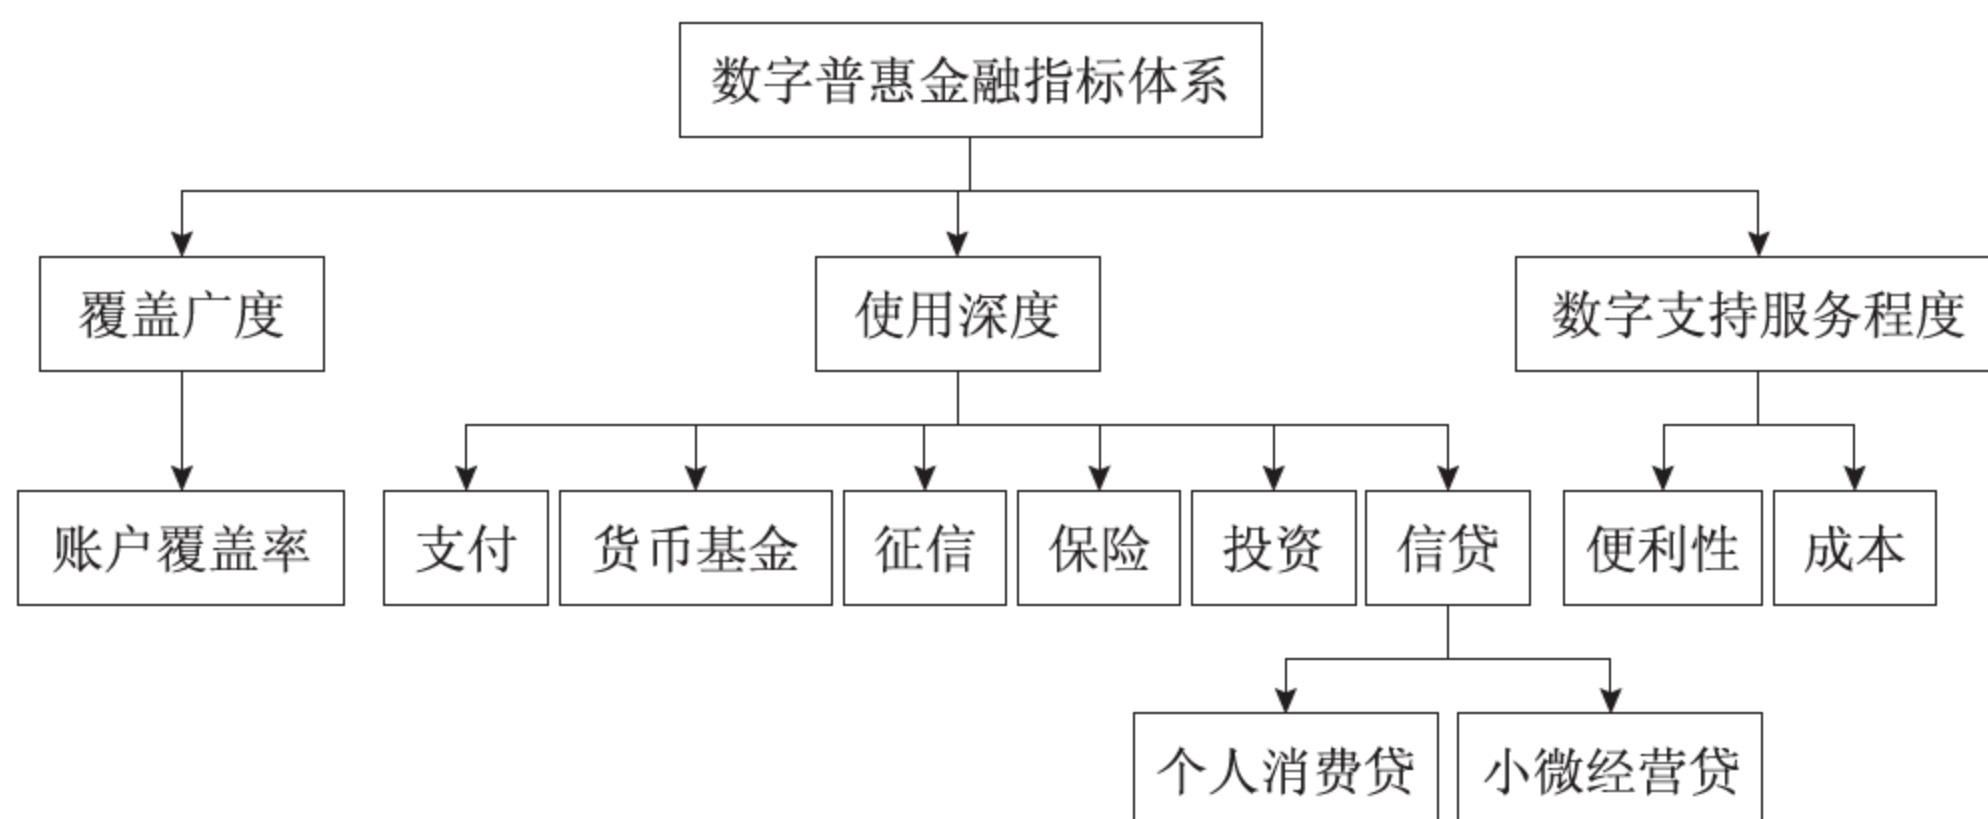 数字普惠金融指标体系
覆盖广度
使用深度
数字支持服务程度
账户覆盖率
支付
货币基金
征信
保险
投资
信贷
便利性
成本
个人消费贷
小微经营贷